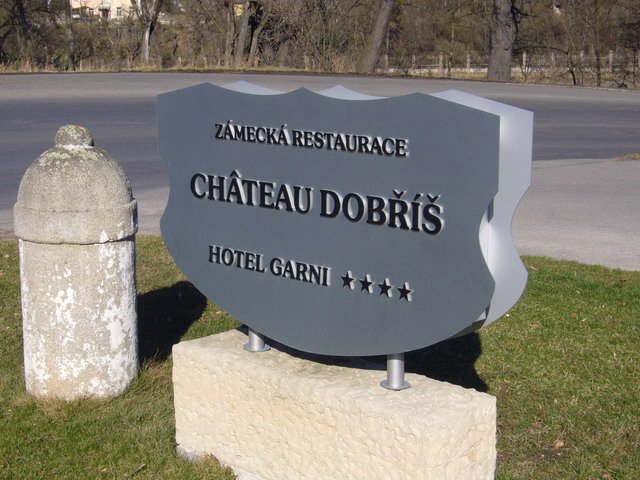 ZÁMECKÁ RESTAURACE
CHÂTEAU DOBŘÍŠ
HOTEL GARNI ★★★★